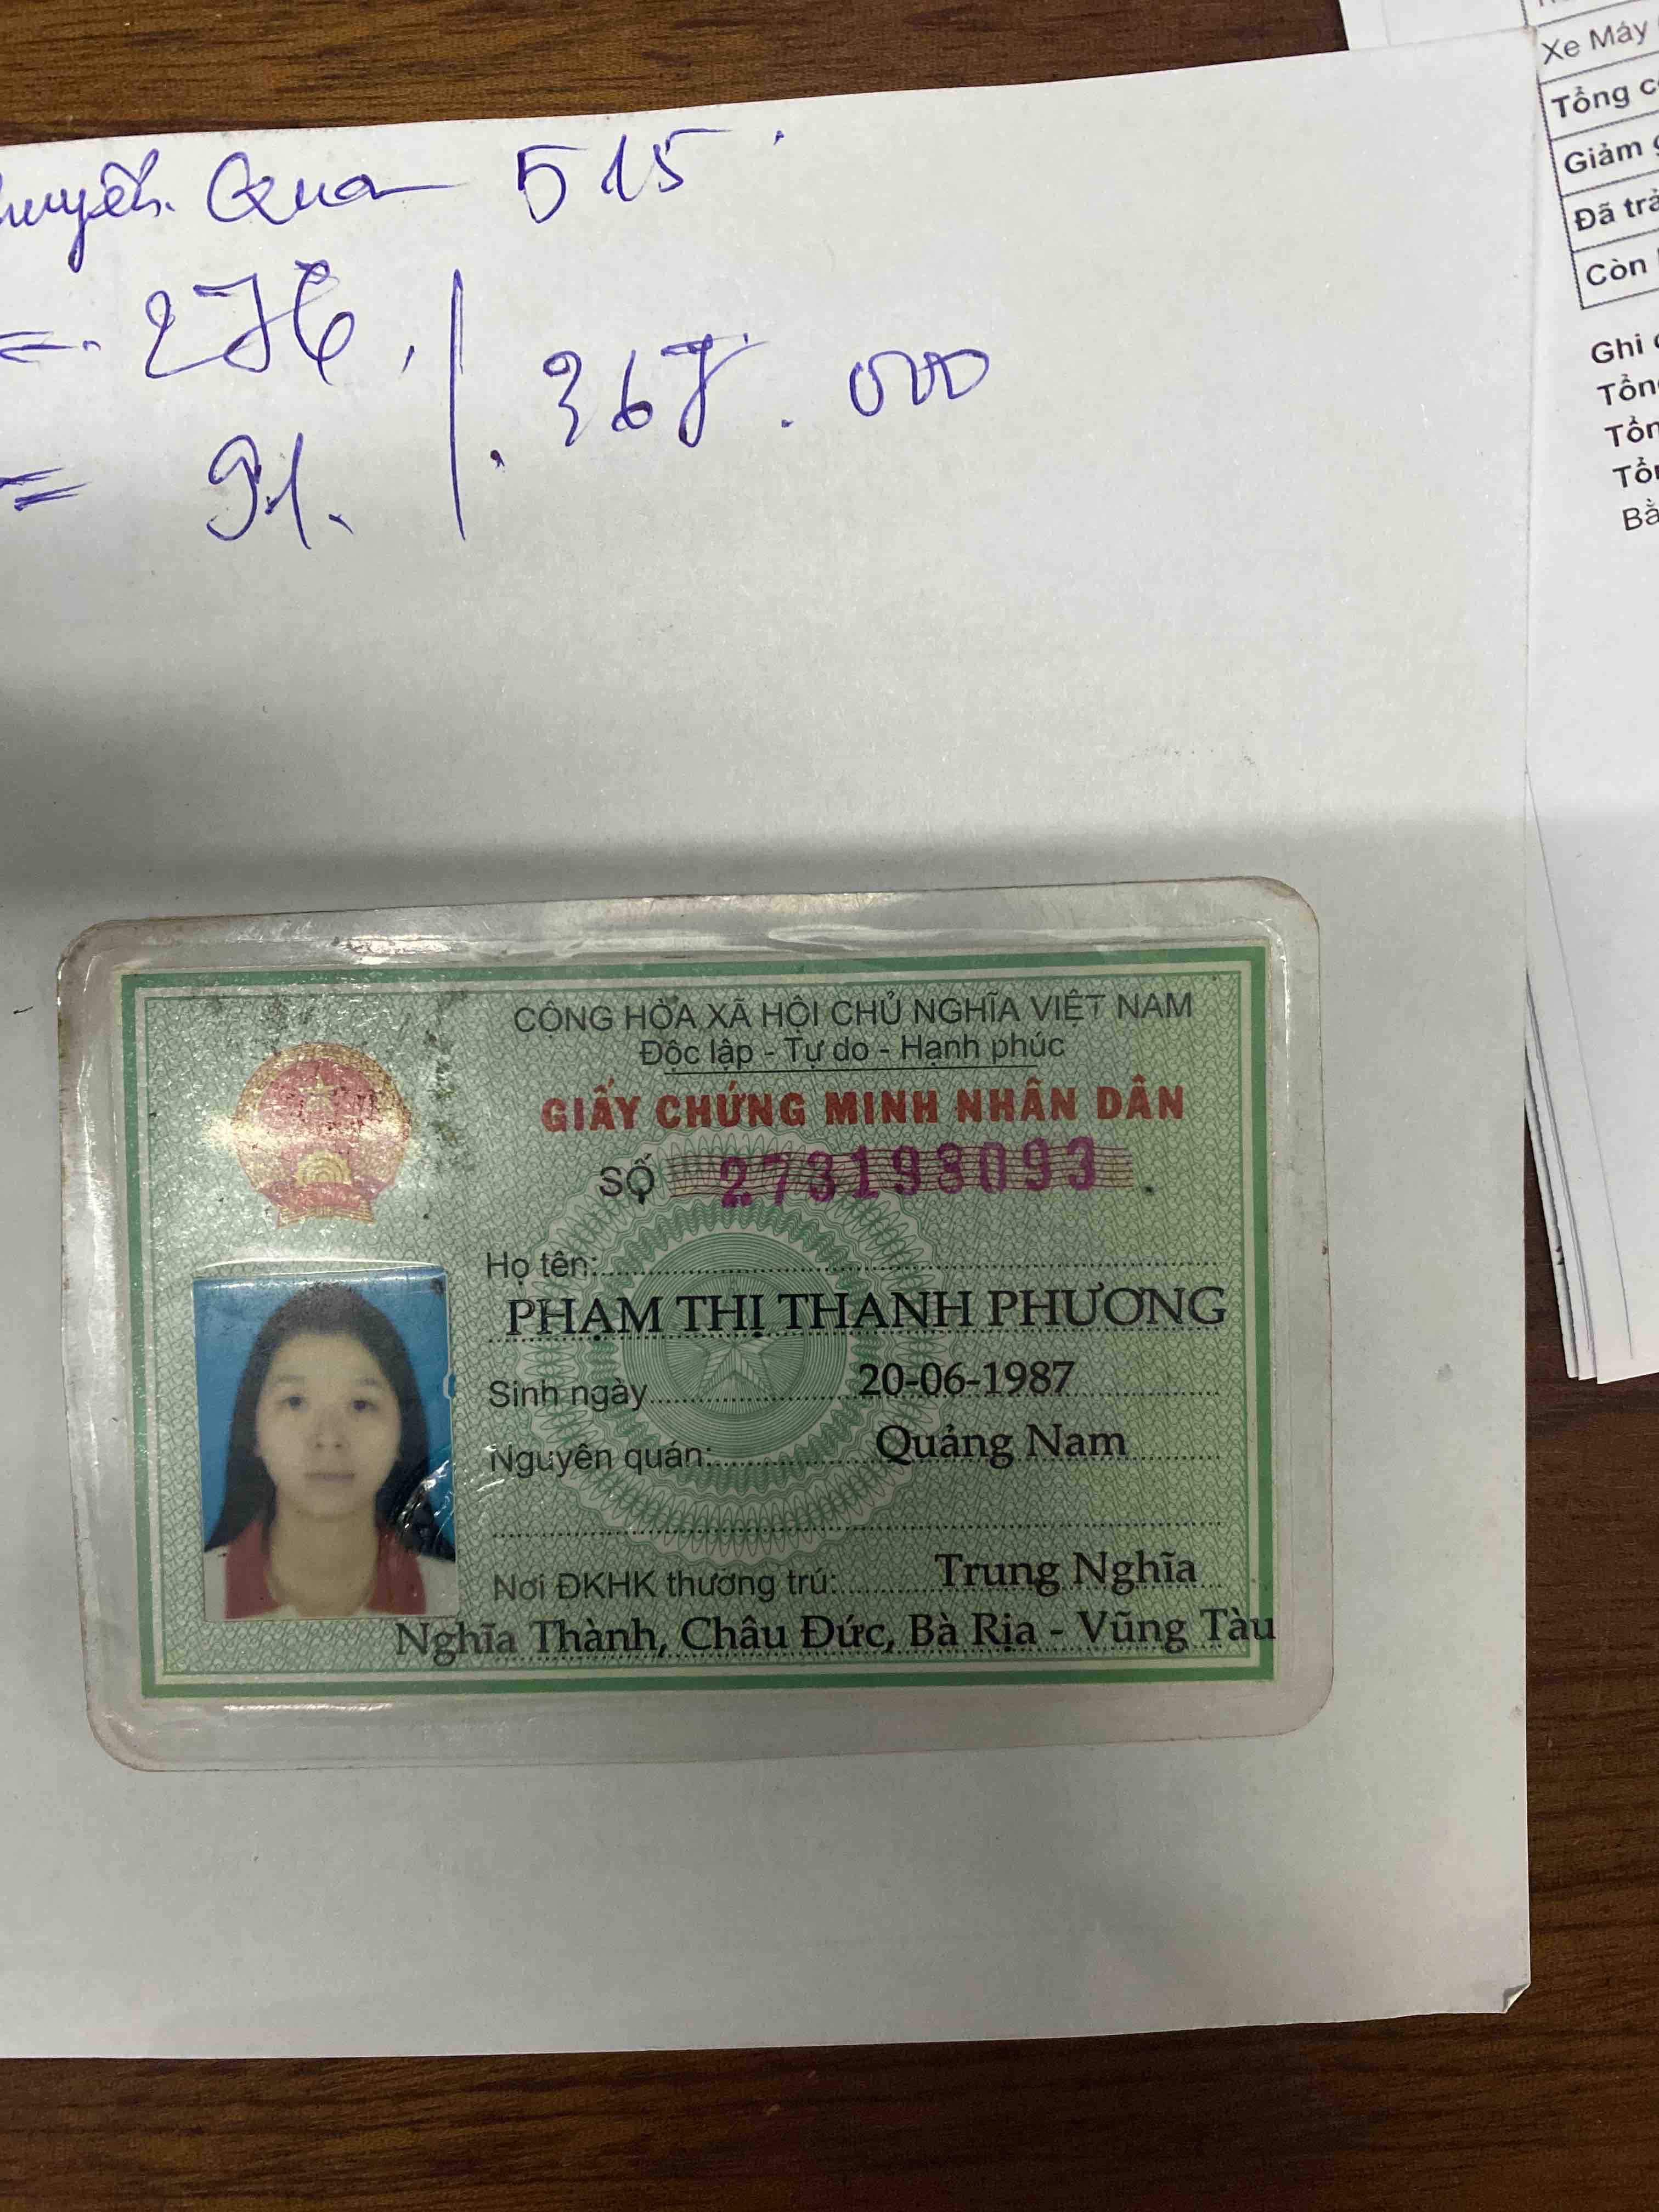 Quan 515
= 276
= 91.
367.000
Xe Máy
Tổng
Giảm
Đã trả
Còn
Ghi
CỘNG HÒA XÃ HỘI CHỦ NGHĨA VIỆT NAM
Độc lập - Tự do - Hạnh phúc
GIẤY CHỨNG MINH NHÂN DÂN
SỐ 273193093
Họ tên:
PHẠM THỊ THANH PHƯƠNG
Sinh ngày 20-06-1987
Nguyên quán: Quảng Nam
Nơi ĐKHK thường trú: Trung Nghĩa
Nghĩa Thành, Châu Đức, Bà Rịa - Vũng Tàu